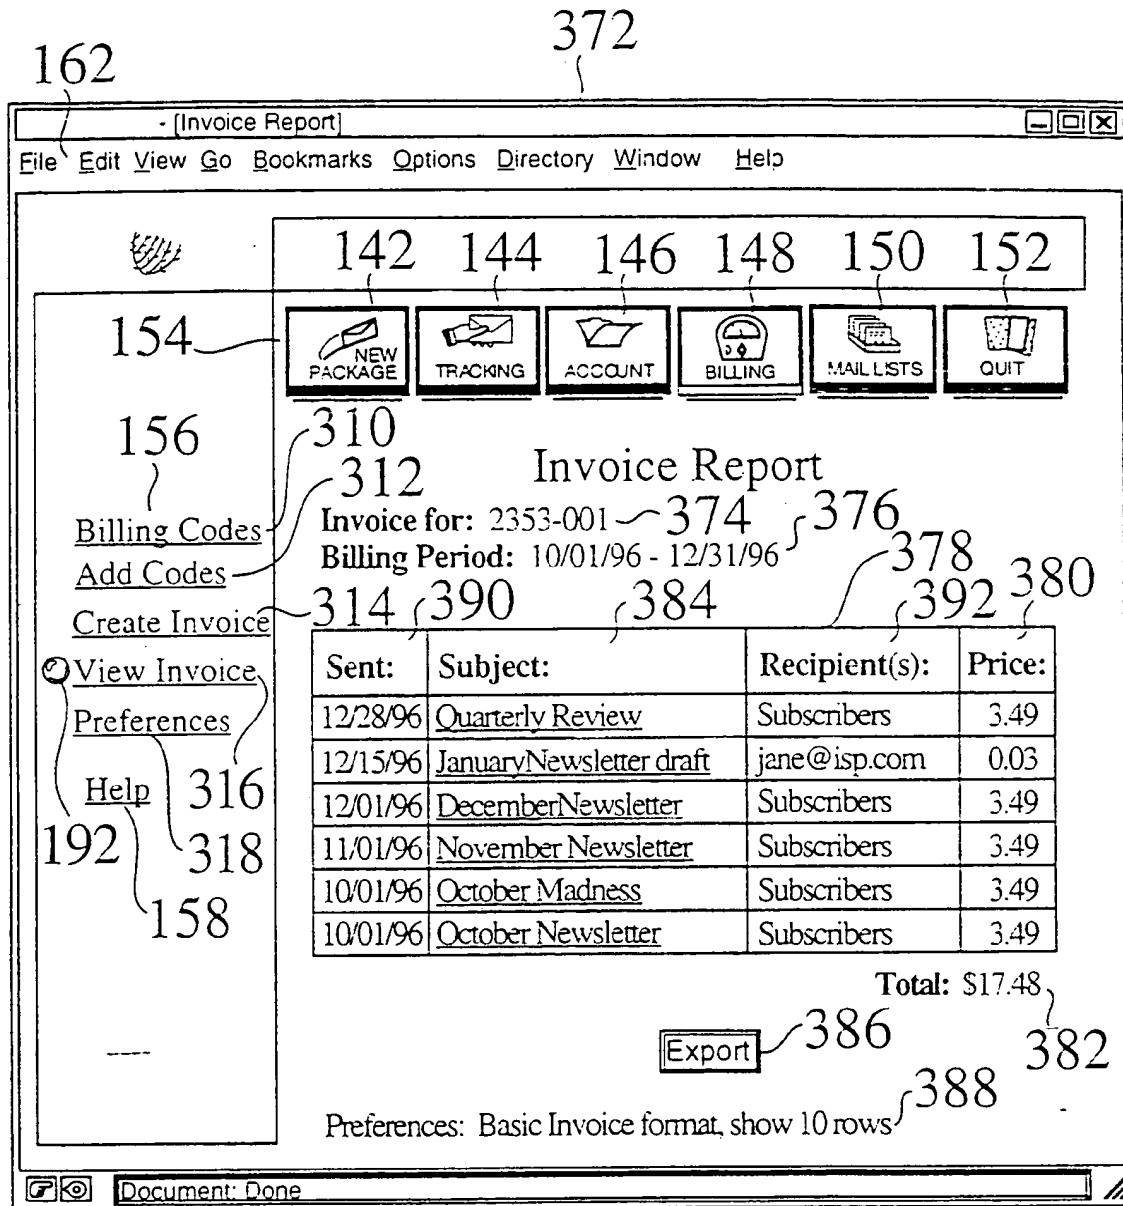 372
162
- [Invoice Report]
File Edit View Go Bookmarks Options Directory Window Help
142 144 146 148 150 152
154
NEW PACKAGE TRACKING ACCOUNT BILLING MAIL LISTS QUIT
310
156
312
Invoice Report
Invoice for: 2353-001 374 376
Billing Codes
Billing Period: 10/01/96 - 12/31/96
Add Codes
378
314 390 384 392 380
Create Invoice
Sent: Subject: Recipient(s): Price:
View Invoice
12/28/96 Quarterly Review Subscribers 3.49
Preferences
12/15/96 JanuaryNewsletter draft jane@isp.com 0.03
Help 316
12/01/96 DecemberNewsletter Subscribers 3.49
192 318
11/01/96 November Newsletter Subscribers 3.49
10/01/96 October Madness Subscribers 3.49
158
10/01/96 October Newsletter Subscribers 3.49
Total: $17.48
386
Export
382
388
Preferences: Basic Invoice format, show 10 rows
Document: Done